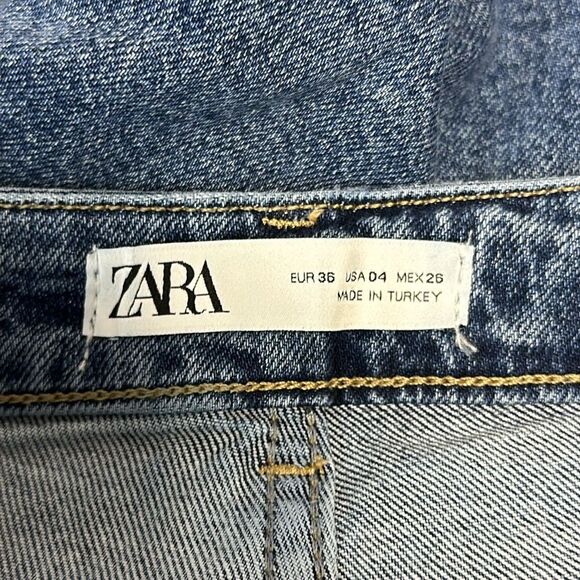 ZARA
EUR 36 USA 04 MEX 26
MADE IN TURKEY